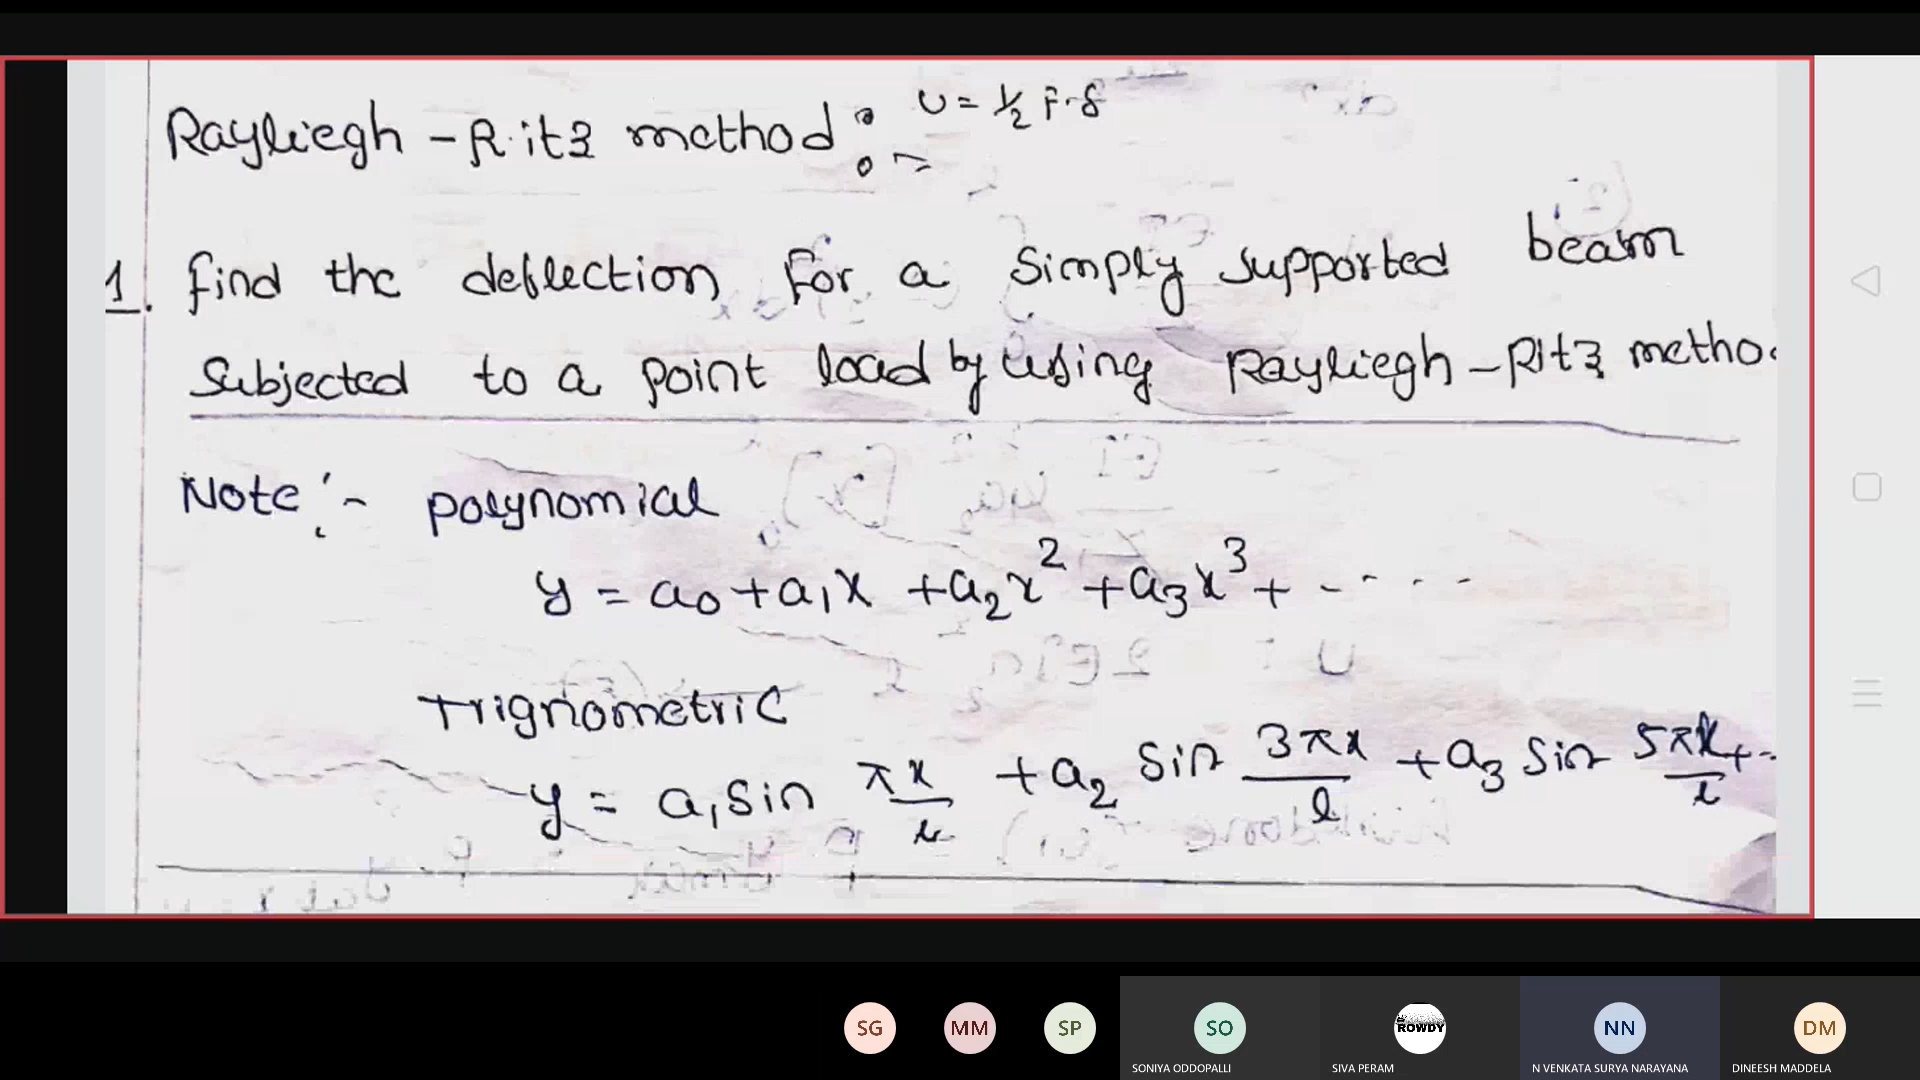 Rayliegh - Ritz method : U = 1/2 F.δ
1. find the deflection for a simply supported beam
subjected to a point load by using Rayliegh - Ritz metho
Note :- polynomial
y = a0 + a1x + a2x² + a3x³ + - - - -
trignometric
y = a1 sin πx/l + a2 sin 3πx/l + a3 sin 5πx/l + --
SG MM SP SO ROWDY NN DM
SONIYA ODDOPALLI SIVA PERAM N VENKATA SURYA NARAYANA DINEESH MADDELA